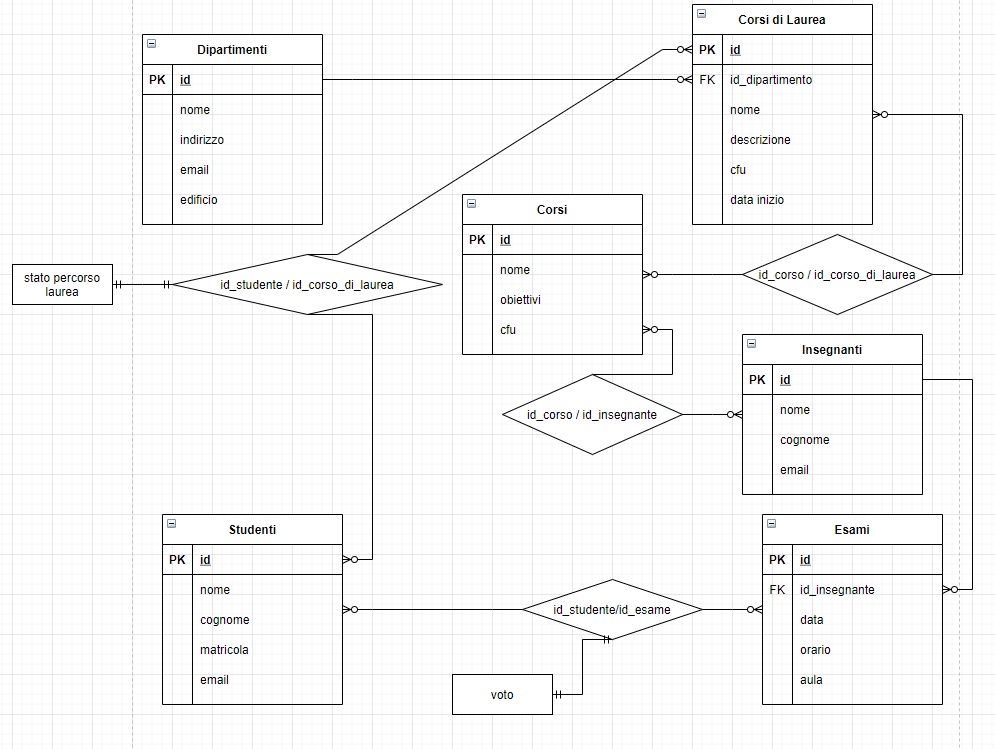 Corsi di Laurea
PK id
FK id_dipartimento
nome
descrizione
cfu
data inizio
Dipartimenti
PK id
nome
indirizzo
email
edificio
Corsi
PK id
nome
obiettivi
cfu
stato percorso
laurea
id_studente / id_corso_di_laurea
id_corso / id_corso_di_laurea
Insegnanti
PK id
nome
cognome
email
id_corso / id_insegnante
Studenti
PK id
nome
cognome
matricola
email
id_studente/id_esame
voto
Esami
PK id
FK id_insegnante
data
orario
aula